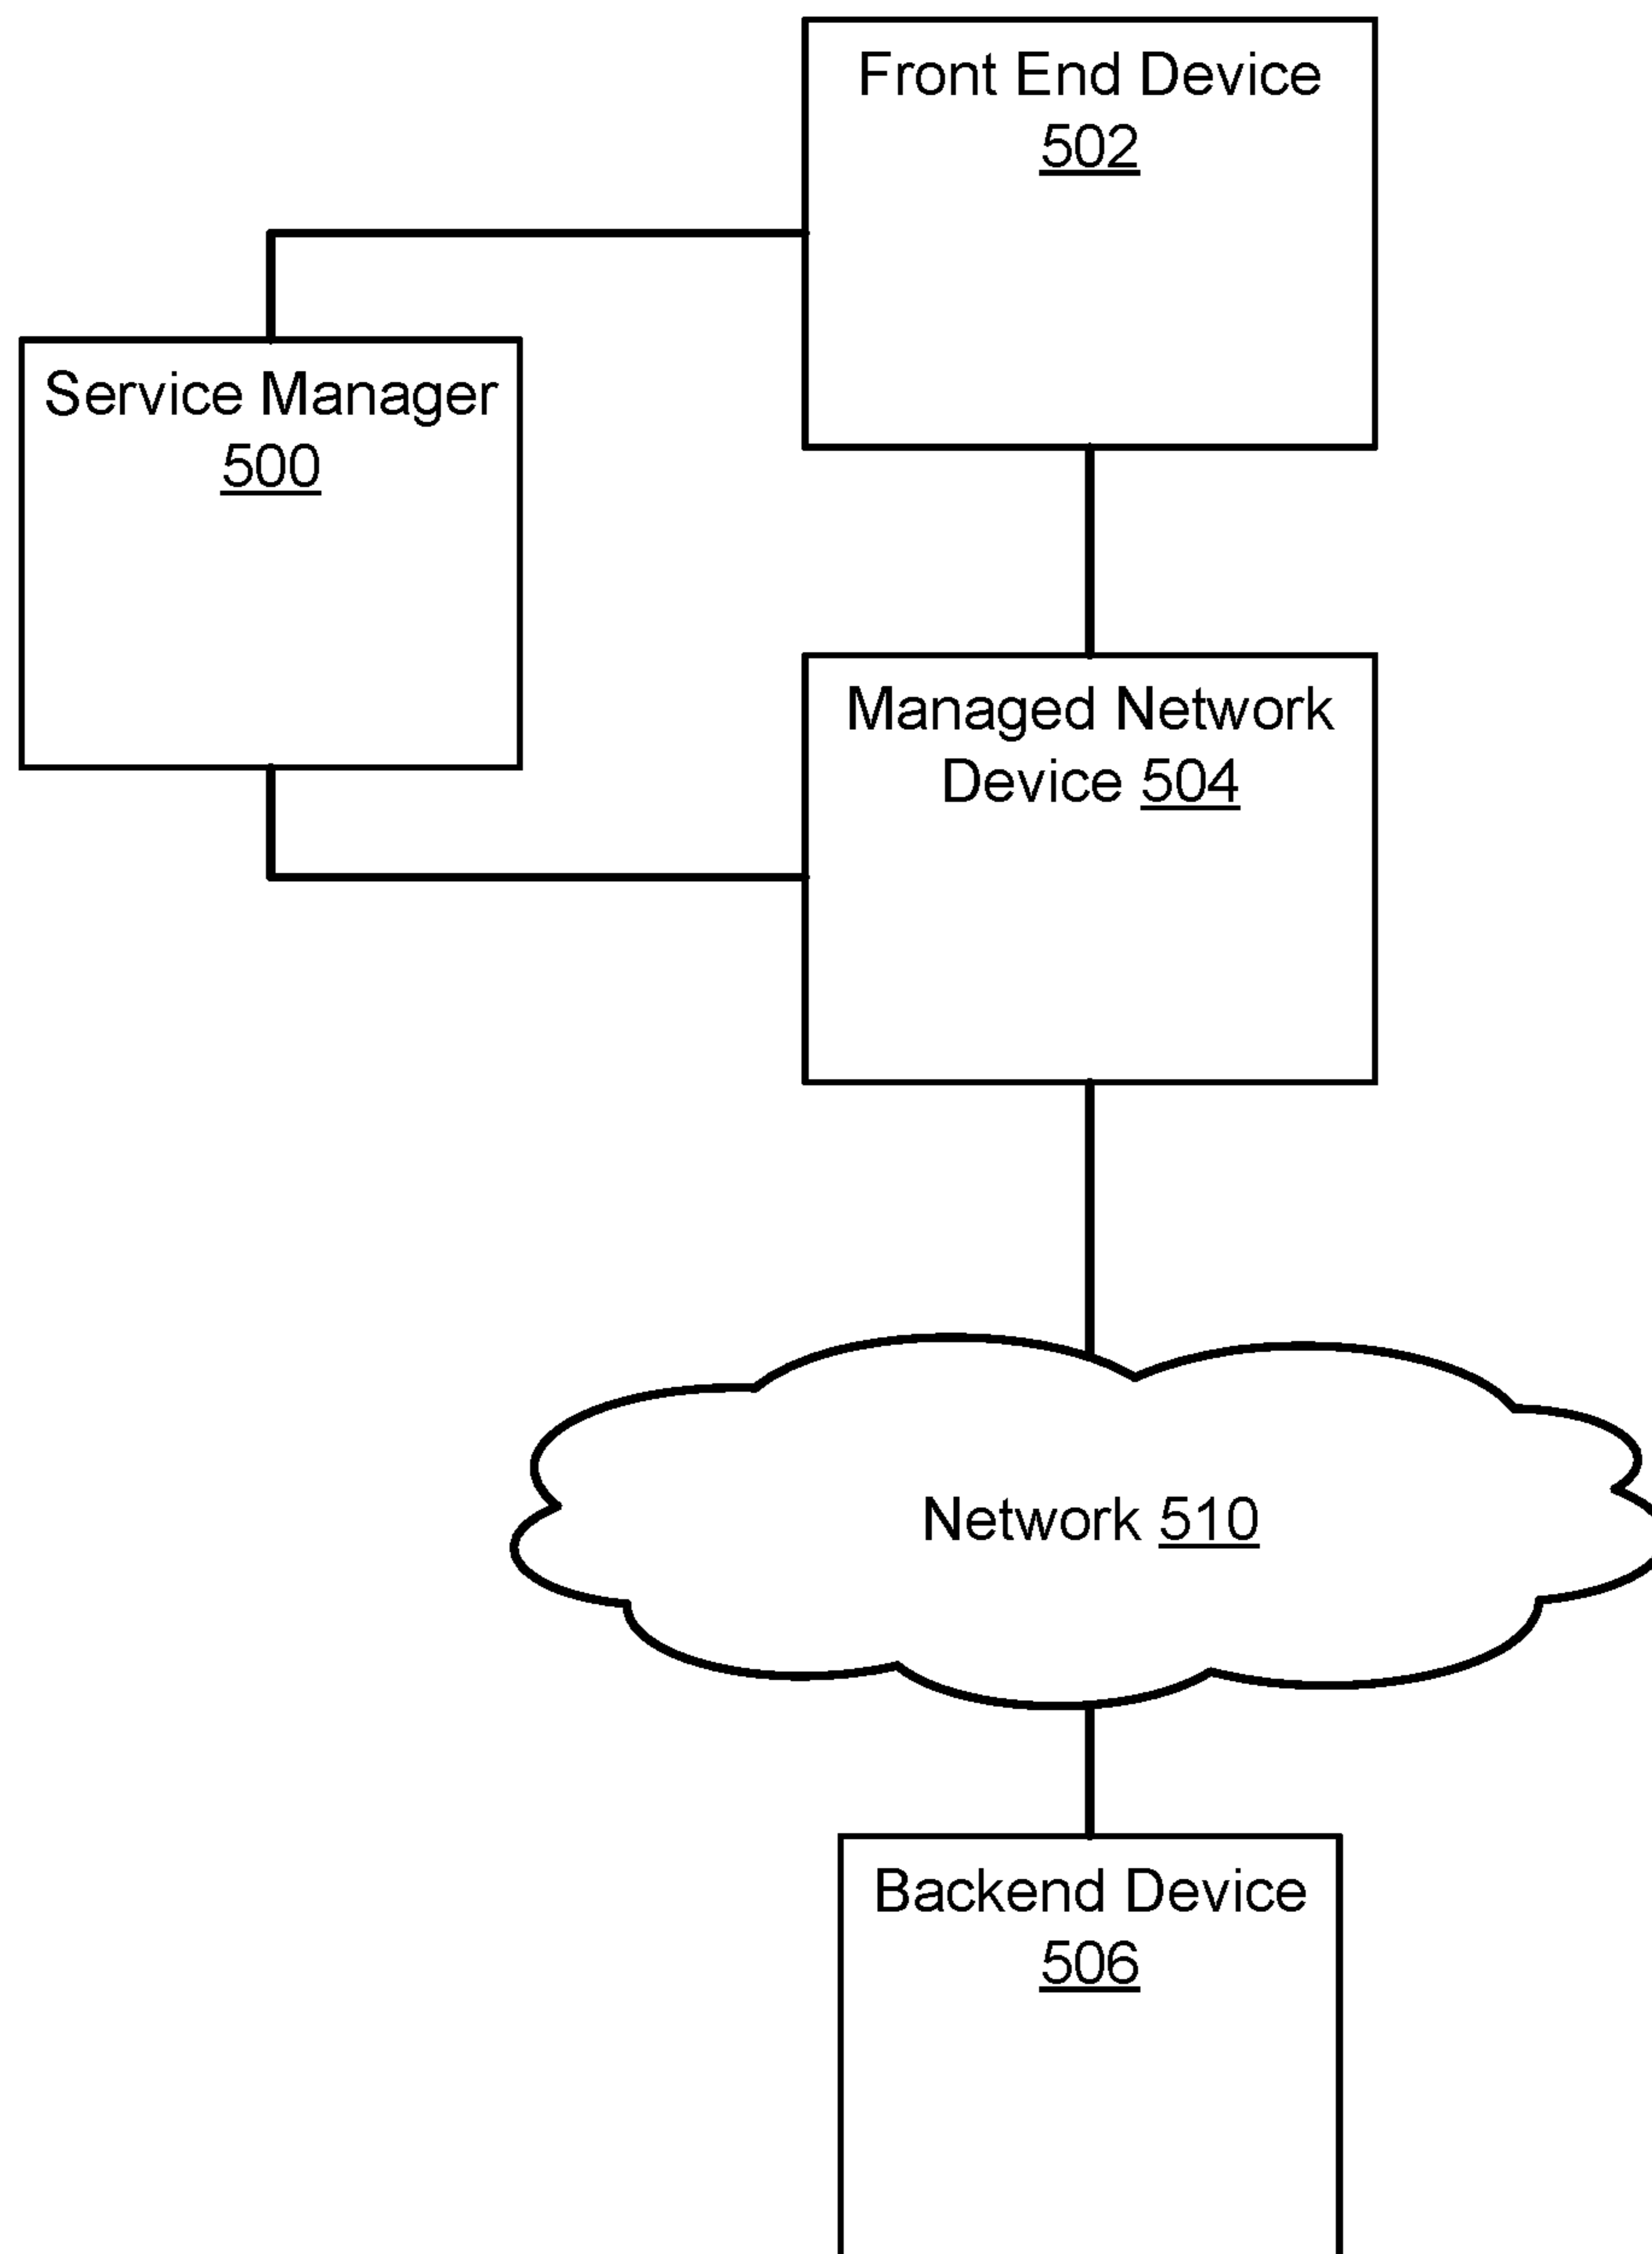 Front End Device
502
Service Manager
500
Managed Network
Device 504
Network 510
Backend Device
506